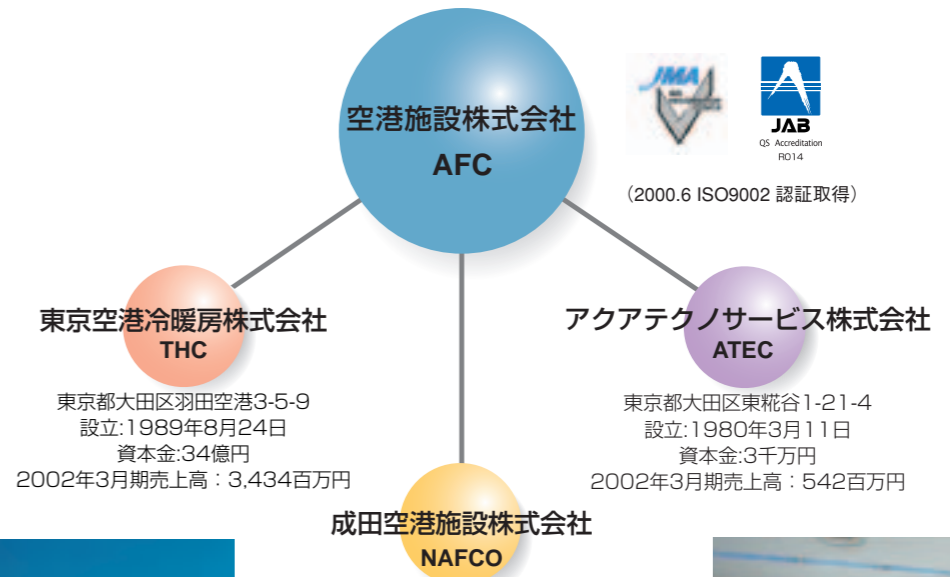 空港施設株式会社
AFC
JMA
JAB
QS Accreditation
R014
（2000.6 ISO9002 認証取得）
東京空港冷暖房株式会社
THC
東京都大田区羽田空港3-5-9
設立:1989年8月24日
資本金:34億円
2002年3月期売上高：3,434百万円
アクアテクノサービス株式会社
ATEC
東京都大田区東糀谷1-21-4
設立:1980年3月11日
資本金:3千万円
2002年3月期売上高：542百万円
成田空港施設株式会社
NAFCO